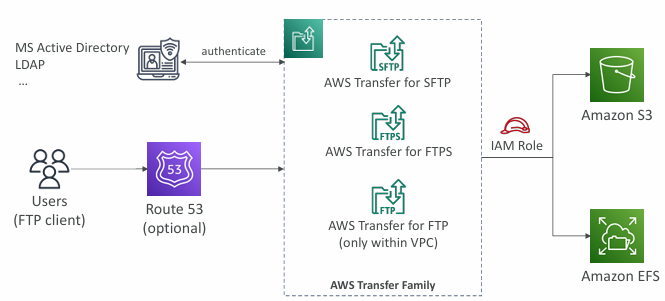 MS Active Directory
LDAP
...
authenticate
SFTP
AWS Transfer for SFTP
FTPS
AWS Transfer for FTPS
FTP
AWS Transfer for FTP
(only within VPC)
AWS Transfer Family
Users
(FTP client)
53
Route 53
(optional)
IAM Role
Amazon S3
Amazon EFS